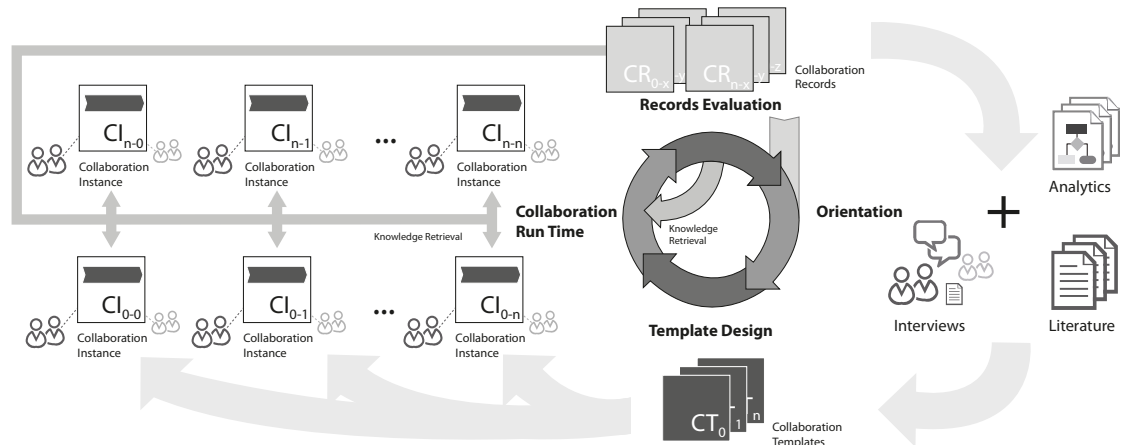 CR0-x
-y
CRn-x
-y
-z
Collaboration
Records
Records Evaluation
CIn-0
Collaboration
Instance
CIn-1
Collaboration
Instance
...
CIn-n
Collaboration
Instance
Analytics
Collaboration
Run Time
Knowledge Retrieval
Knowledge
Retrieval
Orientation
+
CI0-0
Collaboration
Instance
CI0-1
Collaboration
Instance
...
CI0-n
Collaboration
Instance
Template Design
Interviews
Literature
CT0
1
n
Collaboration
Templates